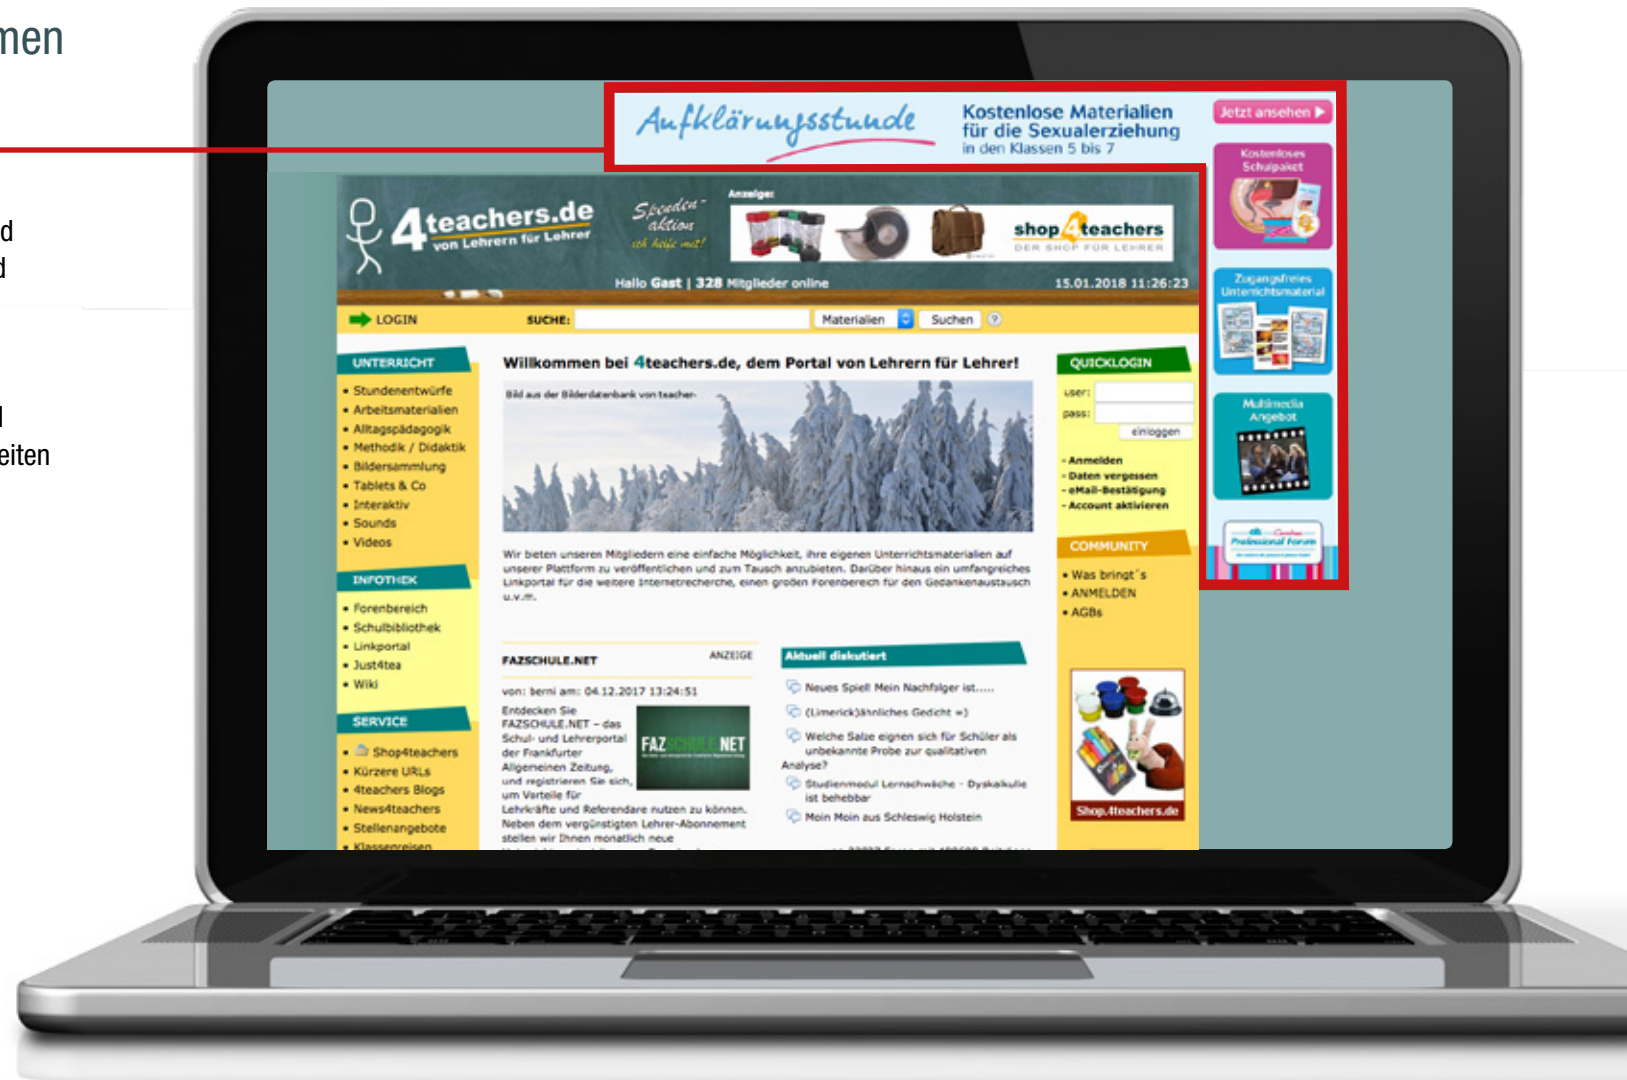 men
d
d
l
eiten
Aufklärungsstunde
Kostenlose Materialien
für die Sexualerziehung
in den Klassen 5 bis 7
Jetzt ansehen
Kostenloses
Schulpaket
Zugangsfreies
Unterrichtsmaterial
Multimedia
Angebot
Professional Forum
4teachers.de
von Lehrern für Lehrer
Spenden-
aktion
ich helfe mit!
Anzeige:
shop4teachers
DER SHOP FÜR LEHRER
Hallo Gast | 328 Mitglieder online
15.01.2018 11:26:23
LOGIN
SUCHE:
Materialien
Suchen
?
UNTERRICHT
• Stundenentwürfe
• Arbeitsmaterialien
• Alltagspädagogik
• Methodik / Didaktik
• Bildersammlung
• Tablets & Co
• Interaktiv
• Sounds
• Videos
INFOTHEK
• Forenbereich
• Schulbibliothek
• Linkportal
• Just4tea
• Wiki
SERVICE
• Shop4teachers
• Kürzere URLs
• 4teachers Blogs
• News4teachers
• Stellenangebote
• Klassenreisen
Willkommen bei 4teachers.de, dem Portal von Lehrern für Lehrer!
Bild aus der Bilderdatenbank von teacher-
Wir bieten unseren Mitgliedern eine einfache Möglichkeit, ihre eigenen Unterrichtsmaterialien auf
unserer Plattform zu veröffentlichen und zum Tausch anzubieten. Darüber hinaus ein umfangreiches
Linkportal für die weitere Internetrecherche, einen großen Forenbereich für den Gedankenaustausch
u.v.m.
FAZSCHULE.NET
ANZEIGE
von: berni am: 04.12.2017 13:24:51
Entdecken Sie
FAZSCHULE.NET – das
Schul- und Lehrerportal
der Frankfurter
Allgemeinen Zeitung,
und registrieren Sie sich,
um Vorteile für
Lehrkräfte und Referendare nutzen zu können.
Neben dem vergünstigten Lehrer-Abonnement
stellen wir Ihnen monatlich neue
FAZSCHULE.NET
Aktuell diskutiert
Neues Spiel! Mein Nachfolger ist.....
(Limerick)ähnliches Gedicht =)
Welche Salze eignen sich für Schüler als
unbekannte Probe zur qualitativen
Analyse?
Studienmodul Lernschwäche - Dyskalkulie
ist behebbar
Moin Moin aus Schleswig Holstein
QUICKLOGIN
user:
pass:
einloggen
- Anmelden
- Daten vergessen
- eMail-Bestätigung
- Account aktivieren
COMMUNITY
• Was bringt´s
• ANMELDEN
• AGBs
Shop.4teachers.de